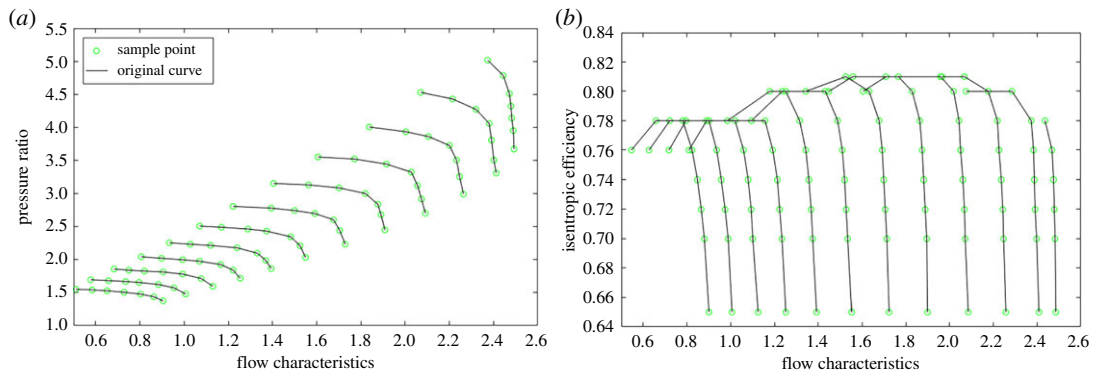 (a)
5.5
5.0
4.5
4.0
3.5
3.0
2.5
2.0
1.5
1.0
pressure ratio
sample point
original curve
0.6 0.8 1.0 1.2 1.4 1.6 1.8 2.0 2.2 2.4 2.6
flow characteristics
(b)
0.84
0.82
0.80
0.78
0.76
0.74
0.72
0.70
0.68
0.66
0.64
isentropic efficiency
0.6 0.8 1.0 1.2 1.4 1.6 1.8 2.0 2.2 2.4 2.6
flow characteristics